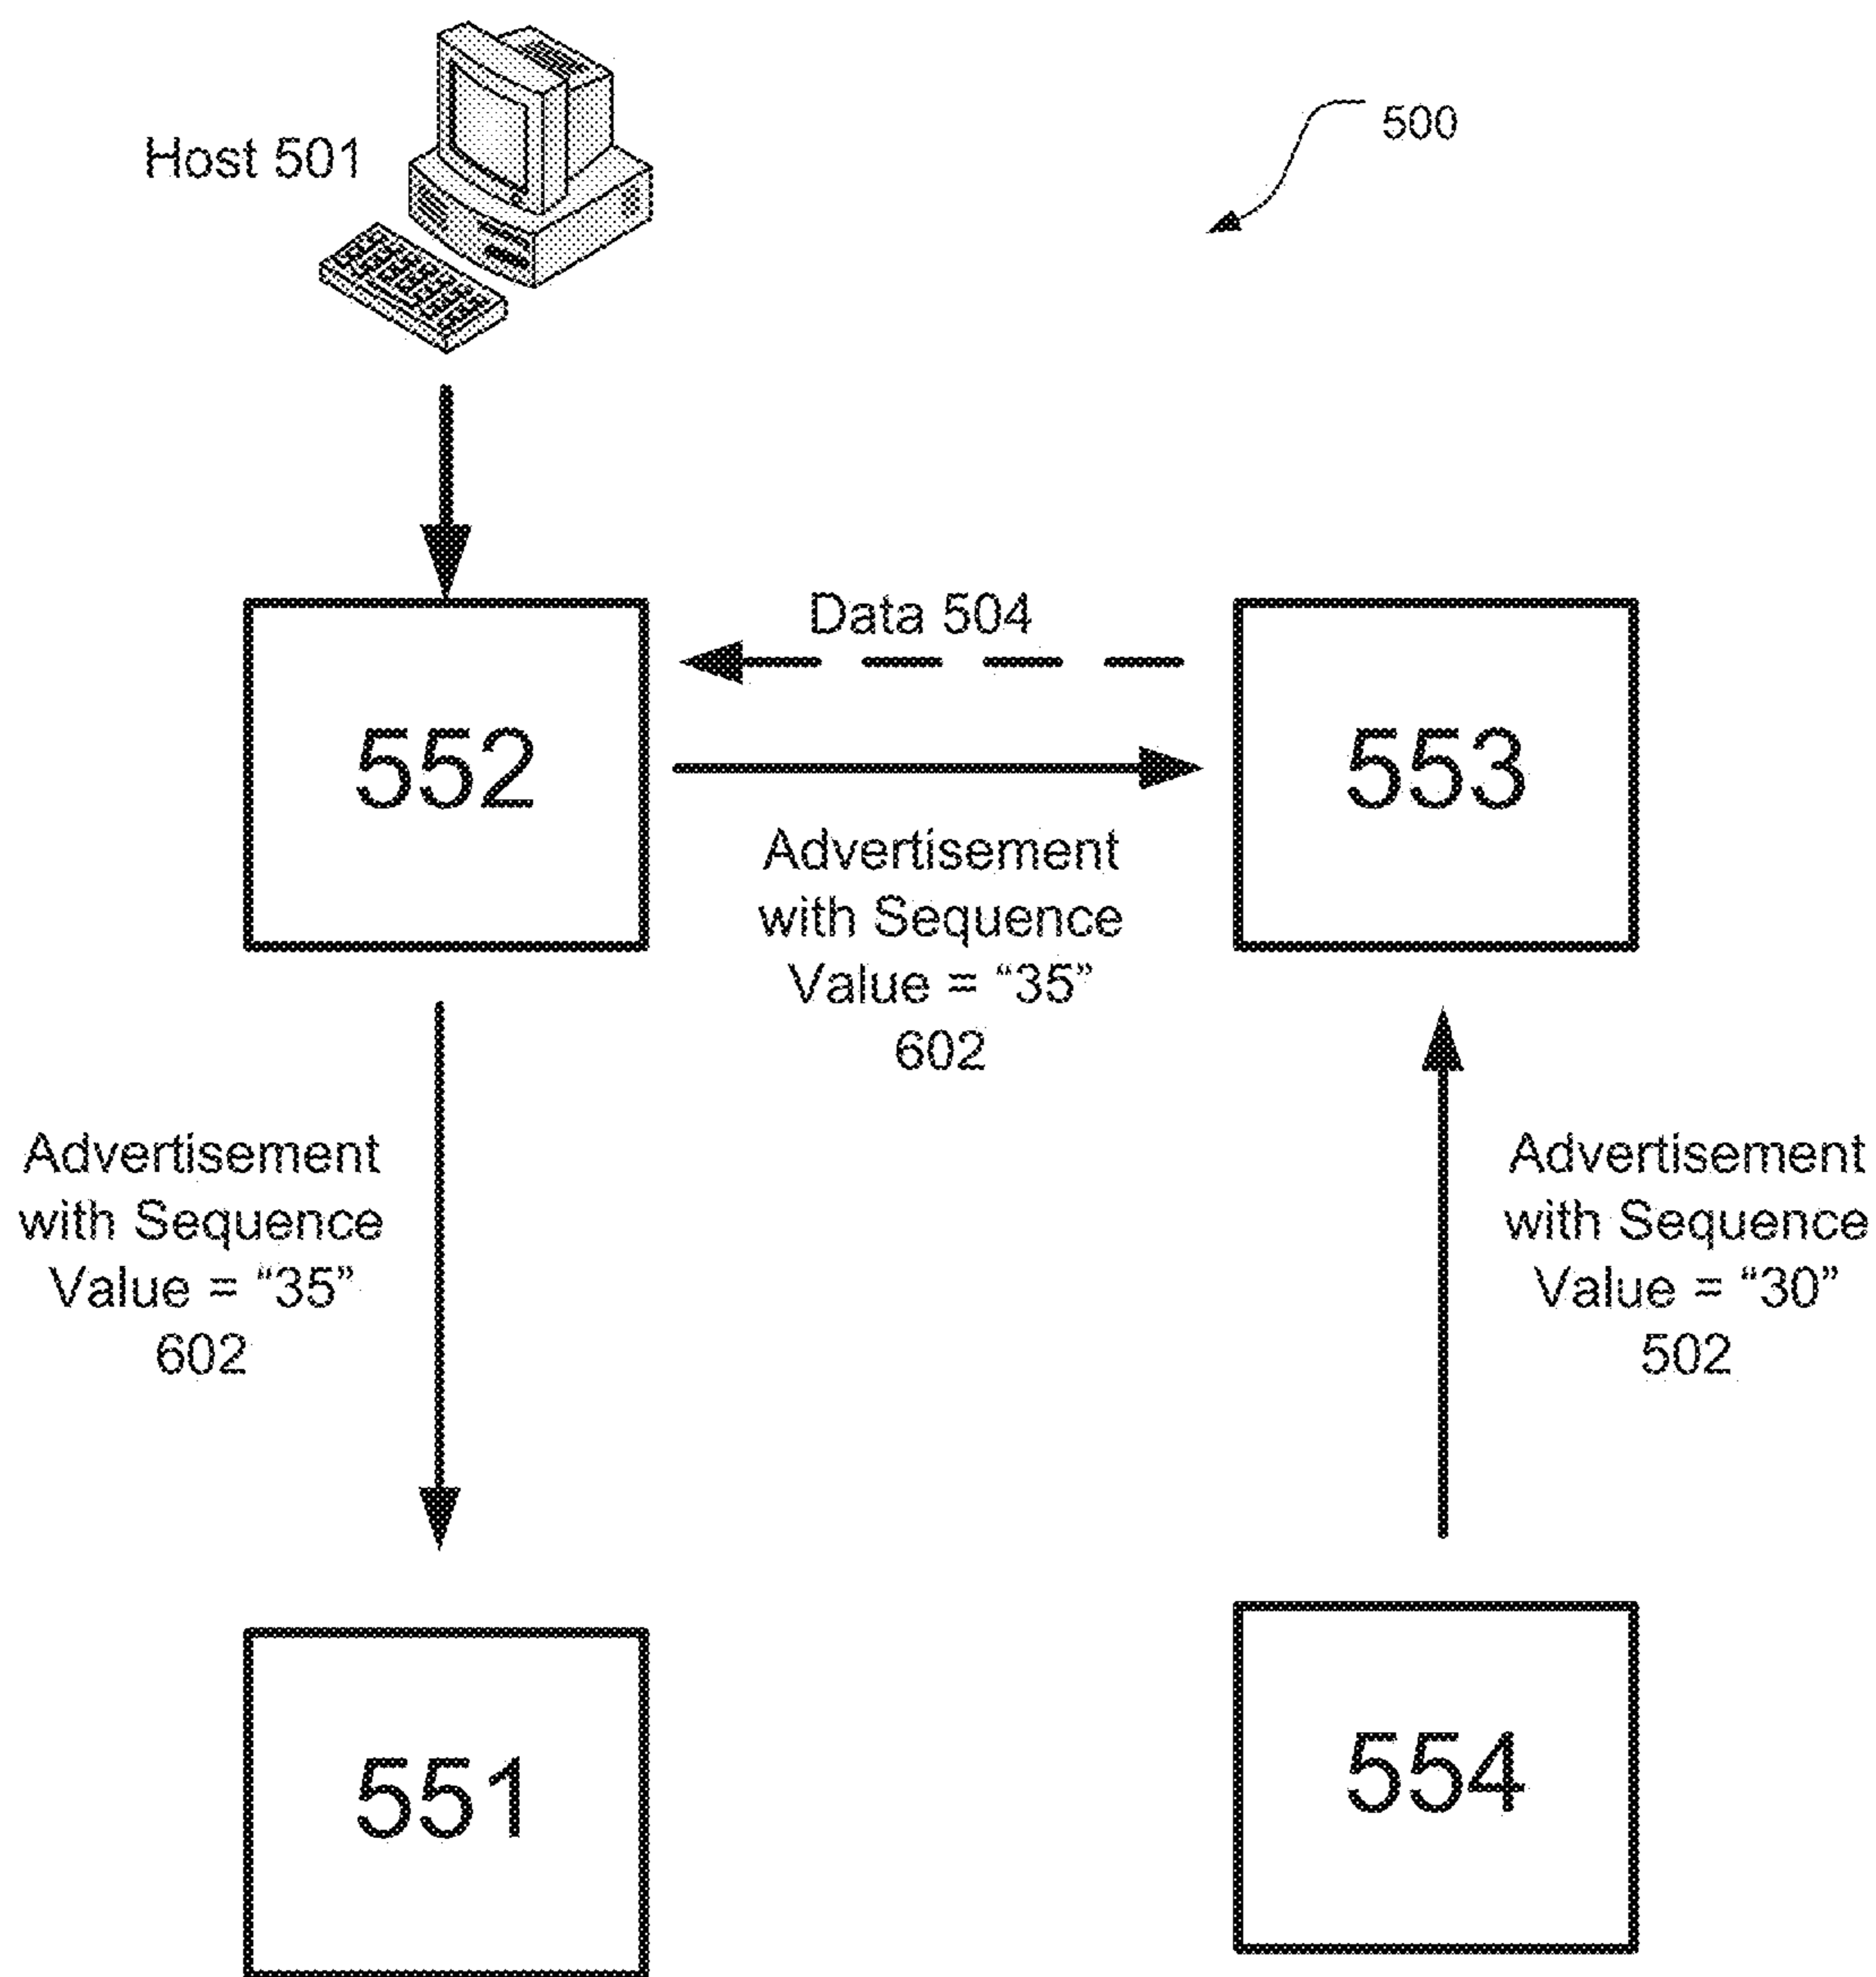 500
Host 501
Data 504
552
553
Advertisement
with Sequence
Value = “35”
602
Advertisement
with Sequence
Value = “35”
602
Advertisement
with Sequence
Value = “30”
502
551
554